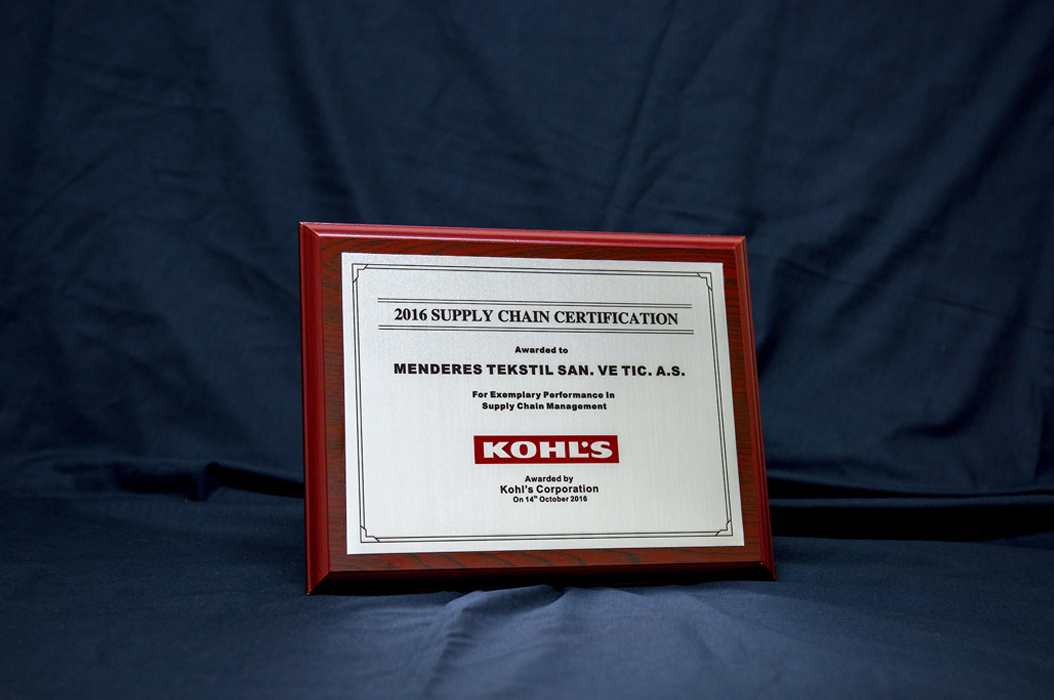 2016 SUPPLY CHAIN CERTIFICATION
Awarded to
MENDERES TEKSTIL SAN. VE TIC. A.S.
For Exemplary Performance In
Supply Chain Management
KOHL'S
Awarded by
Kohl's Corporation
On 14th October 2016